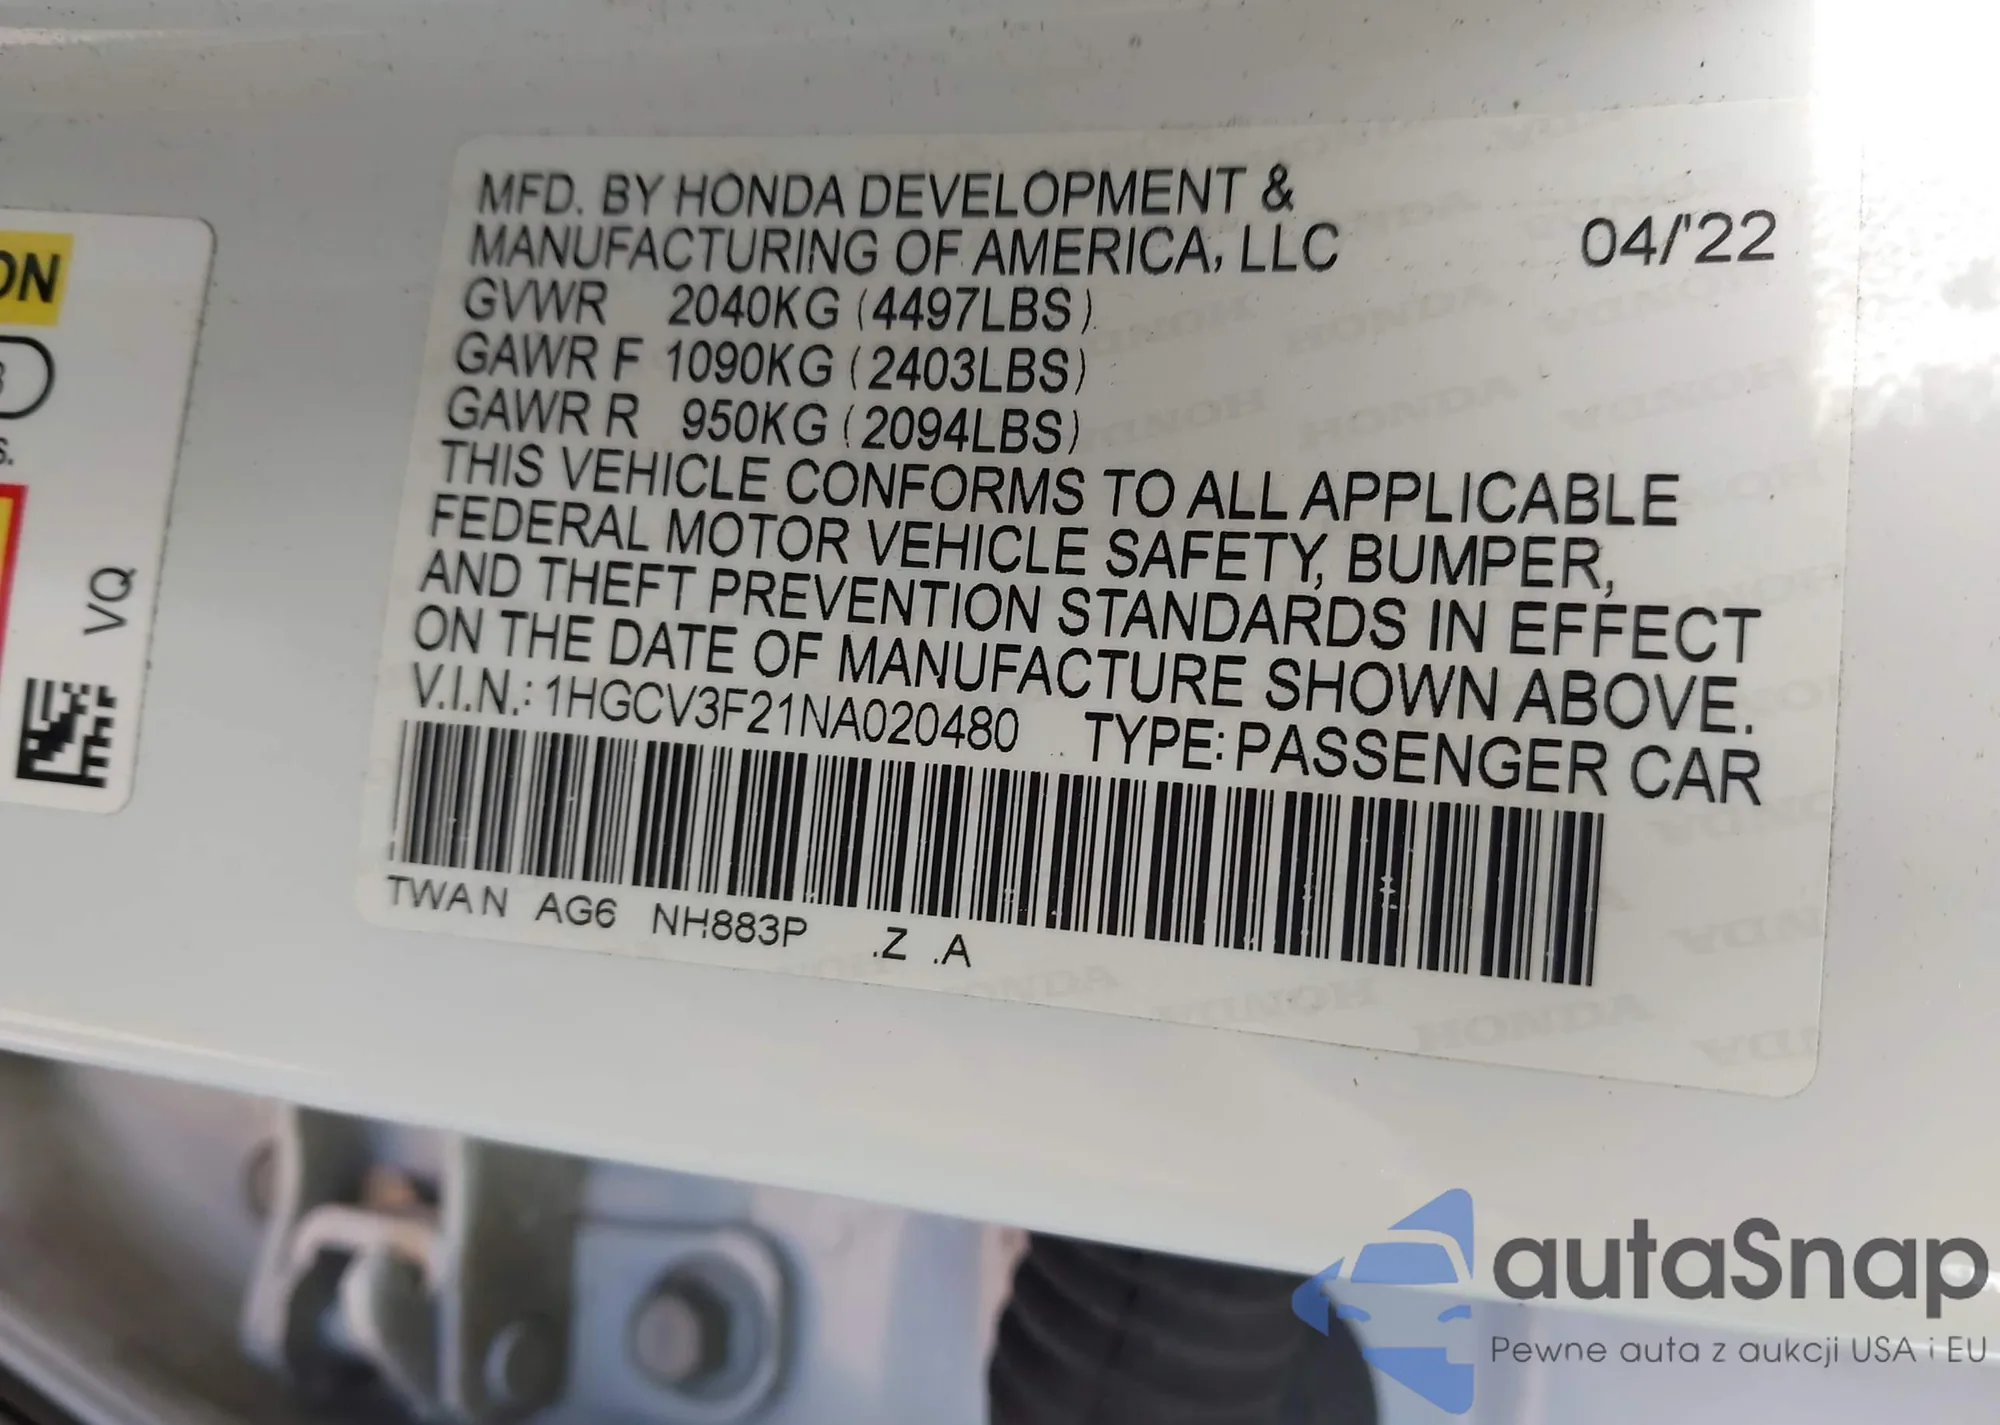 MFD. BY HONDA DEVELOPMENT &
MANUFACTURING OF AMERICA, LLC 04/'22
GVWR 2040KG (4497LBS)
GAWR F 1090KG (2403LBS)
GAWR R 950KG (2094LBS)
THIS VEHICLE CONFORMS TO ALL APPLICABLE
FEDERAL MOTOR VEHICLE SAFETY, BUMPER,
AND THEFT PREVENTION STANDARDS IN EFFECT
ON THE DATE OF MANUFACTURE SHOWN ABOVE.
V.I.N.: 1HGCV3F21NA020480 TYPE: PASSENGER CAR
TWAN AG6 NH883P .Z .A
ON
S.
VQ
HONDA
autaSnap
Pewne auta z aukcji USA i EU